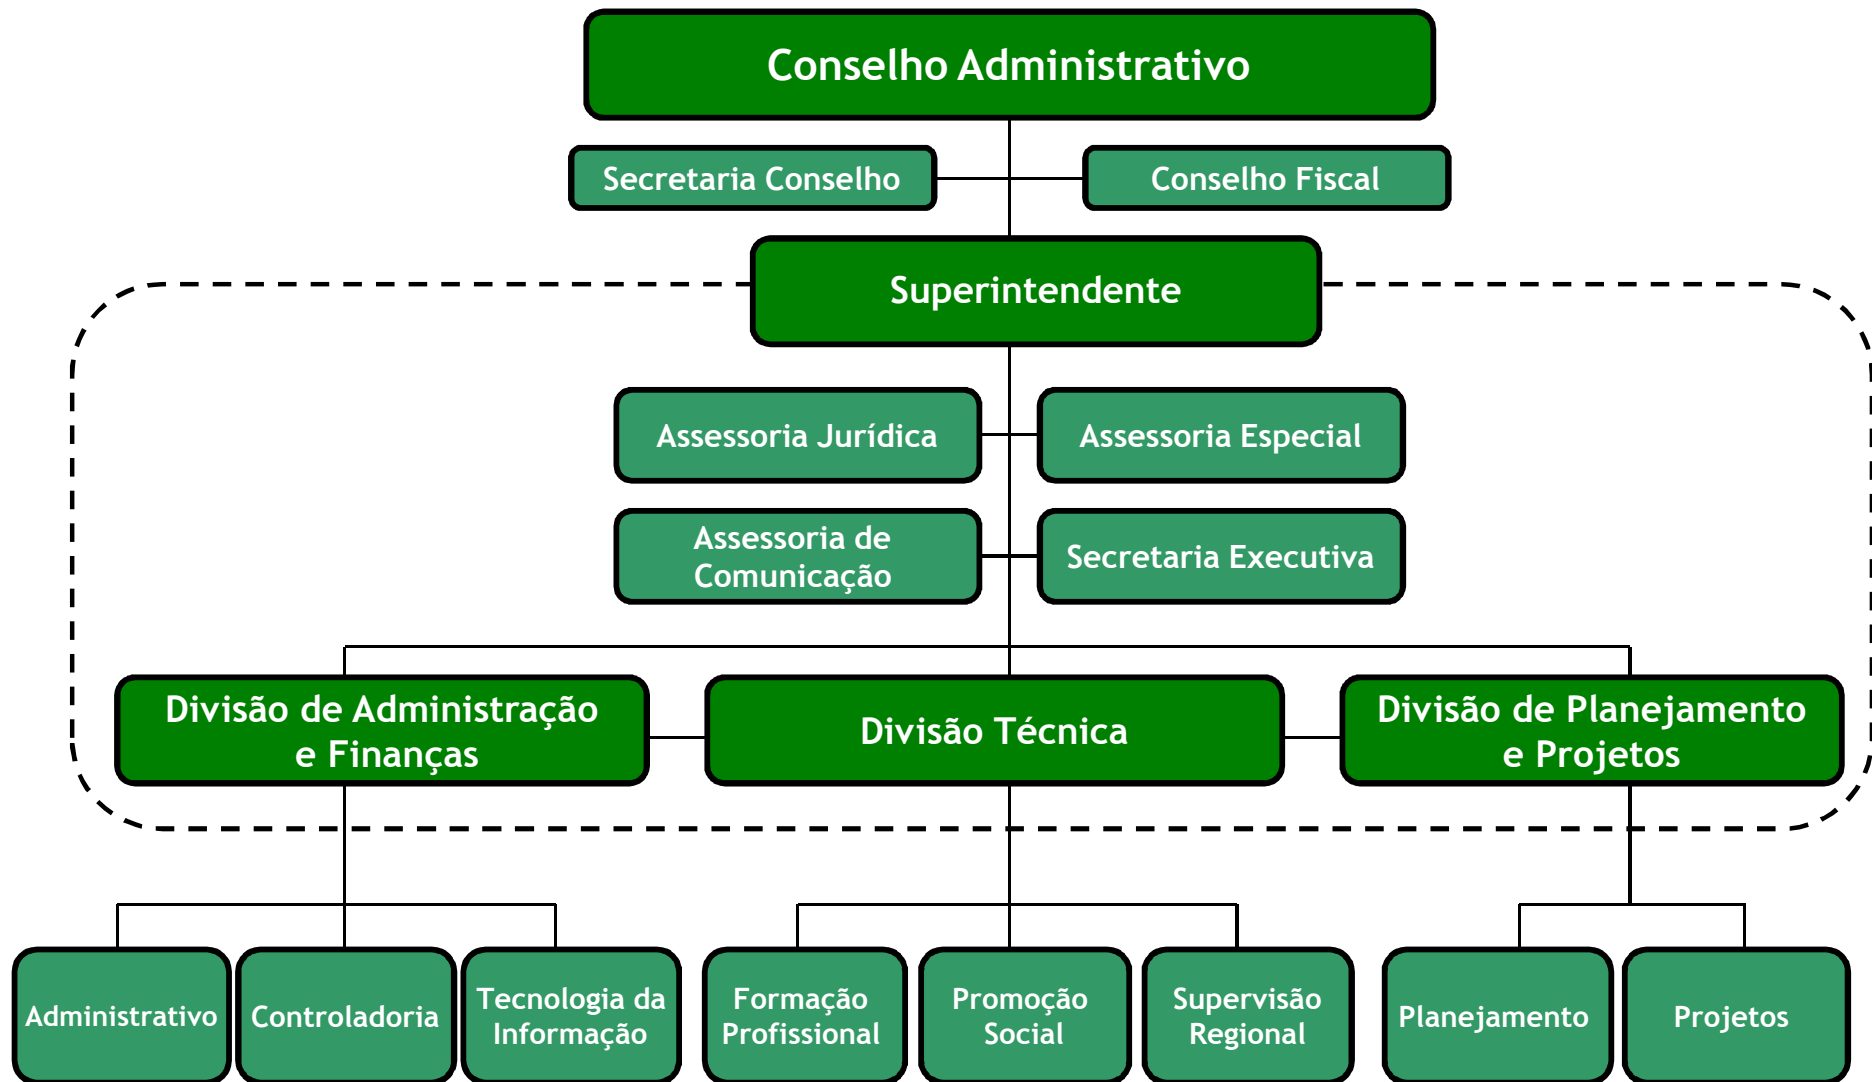 Conselho Administrativo
Secretaria Conselho
Conselho Fiscal
Superintendente
Assessoria Jurídica
Assessoria Especial
Assessoria de
Comunicação
Secretaria Executiva
Divisão de Administração
e Finanças
Divisão Técnica
Divisão de Planejamento
e Projetos
Administrativo
Controladoria
Tecnologia da
Informação
Formação
Profissional
Promoção
Social
Supervisão
Regional
Planejamento
Projetos